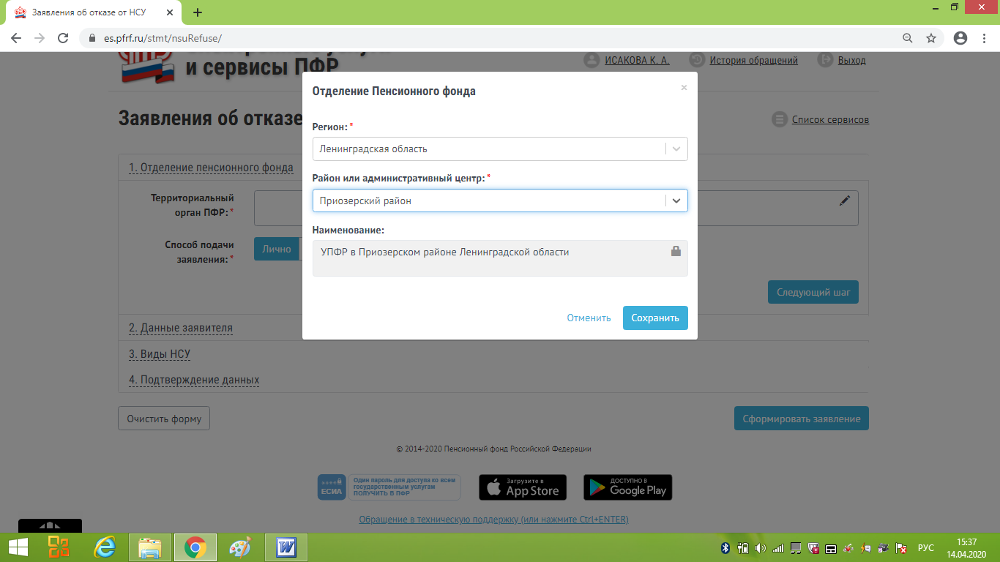 Заявления об отказе от НСУ
es.pfrf.ru/stmt/nsuRefuse/
и сервисы ПФР
ИСАКОВА К. А.
История обращений
Выход
Заявления об отказе
Список сервисов
Отделение Пенсионного фонда
Регион: *
Ленинградская область
Район или административный центр: *
Приозерский район
Наименование:
УПФР в Приозерском районе Ленинградской области
Отменить
Сохранить
1. Отделение пенсионного фонда
Территориальный
орган ПФР: *
Способ подачи
заявления: *
Лично
Следующий шаг
2. Данные заявителя
3. Виды НСУ
4. Подтверждение данных
Очистить форму
Сформировать заявление
© 2014-2020 Пенсионный фонд Российской Федерации
ЕСИА
Один пароль для доступа ко всем
государственным услугам
ПОЛУЧИТЬ В ПФР
Загрузите в
App Store
ДОСТУПНО В
Google Play
Обращение в техническую поддержку (или нажмите Ctrl+ENTER)
РУС
15:37
14.04.2020